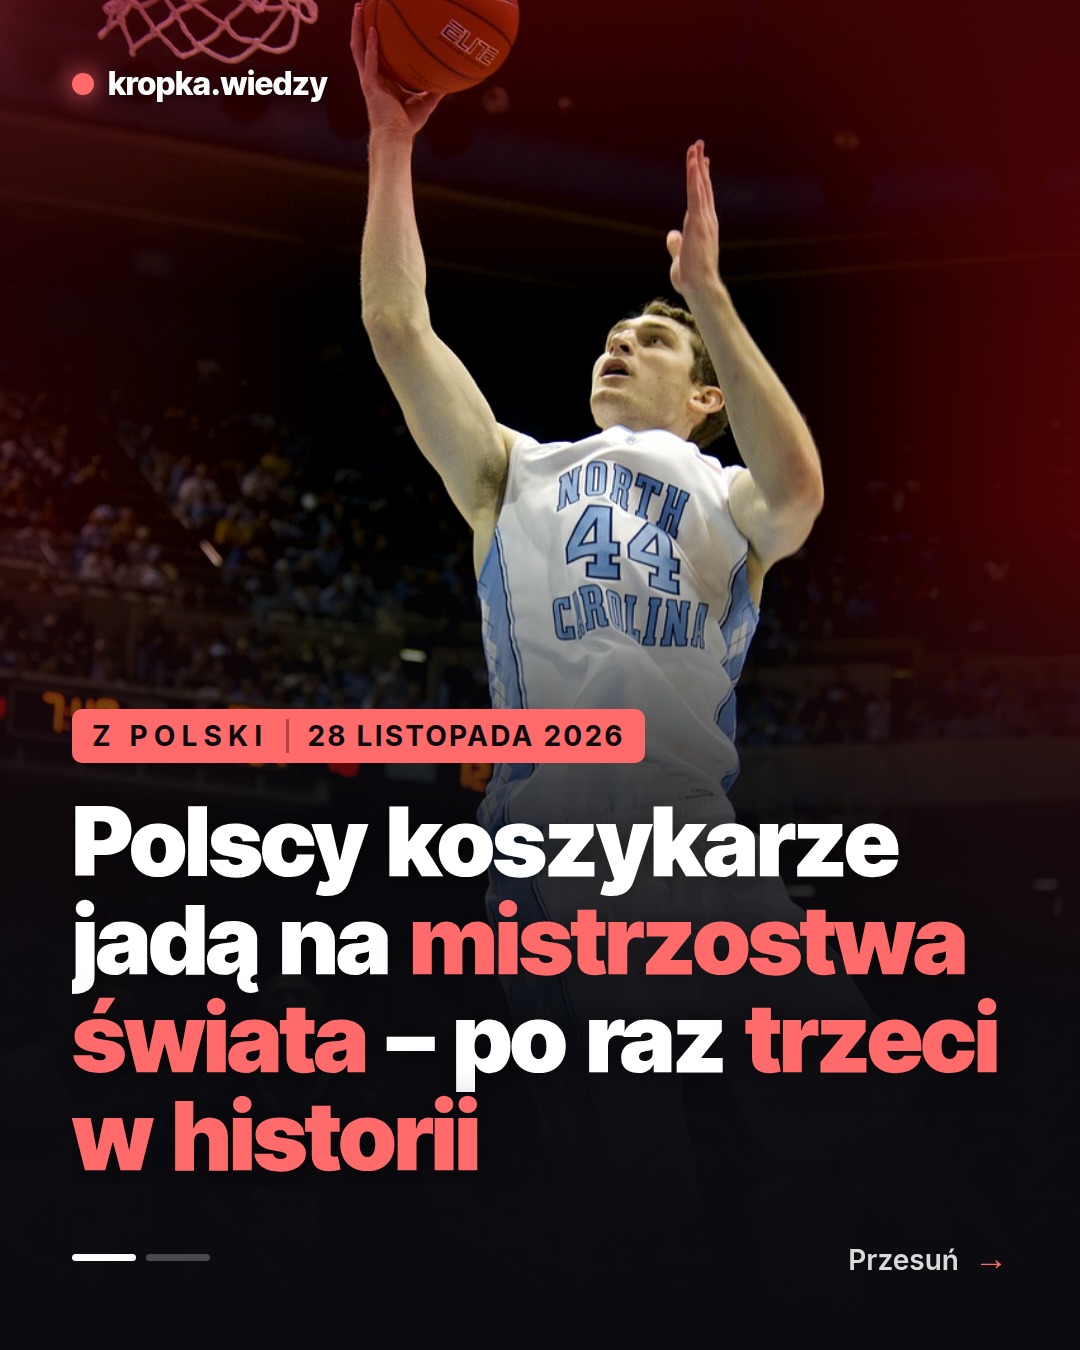 ELITE
kropka.wiedzy
NORTH
44
CAROLINA
Z POLSKI | 28 LISTOPADA 2026
Polscy koszykarze
jadą na mistrzostwa
świata – po raz trzeci
w historii
Przesuń →